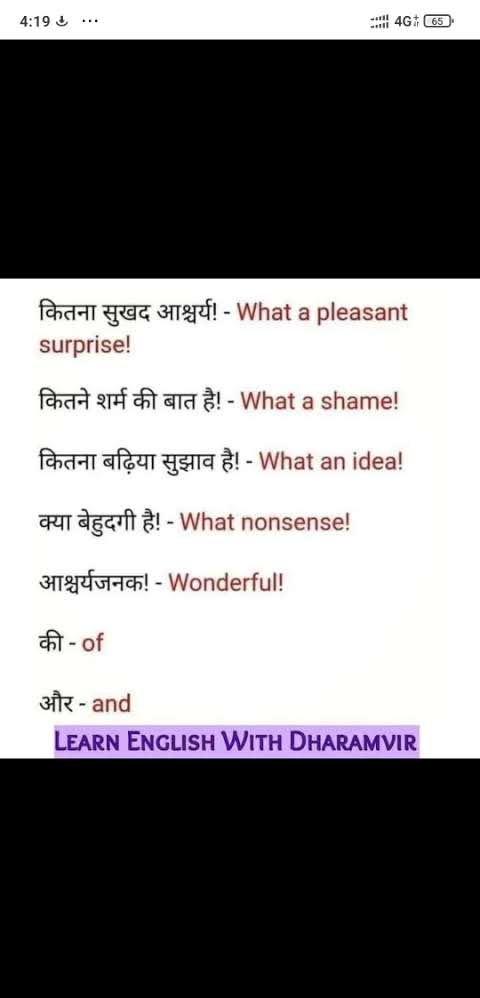 4:19 ...
4G 65
कितना सुखद आश्चर्य! - What a pleasant
surprise!
कितने शर्म की बात है! - What a shame!
कितना बढ़िया सुझाव है! - What an idea!
क्या बेहुदगी है! - What nonsense!
आश्चर्यजनक! - Wonderful!
की - of
और - and
LEARN ENGLISH WITH DHARAMVIR